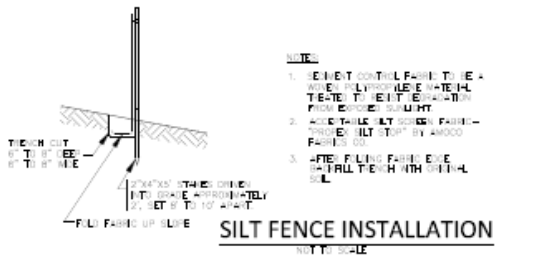 NOTES:
1. SEDIMENT CONTROL FABRIC TO BE A
WOVEN POLYPROPYLENE MATERIAL
TREATED TO RESIST DEGRADATION
FROM EXPOSED SUNLIGHT.
2. ACCEPTABLE SILT SCREEN FABRIC-
"PROPEX SILT STOP" BY AMOCO
FABRICS CO.
3. AFTER FOLDING FABRIC EDGE
BACKFILL TRENCH WITH ORIGINAL
SOIL.
TRENCH CUT
6" TO 8" DEEP
6" TO 8" WIDE
2"X4"X5' STAKES DRIVEN
INTO GRADE APPROXIMATELY
2', SET 8' TO 10' APART
FOLD FABRIC UP SLOPE
SILT FENCE INSTALLATION
NOT TO SCALE